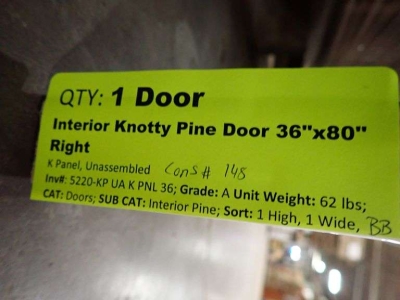 QTY: 1 Door
Interior Knotty Pine Door 36"x80"
Right
K Panel, Unassembled Cons# 148
Inv#: 5220-KP UA K PNL 36; Grade: A Unit Weight: 62 lbs;
CAT: Doors; SUB CAT: Interior Pine; Sort: 1 High, 1 Wide, BB